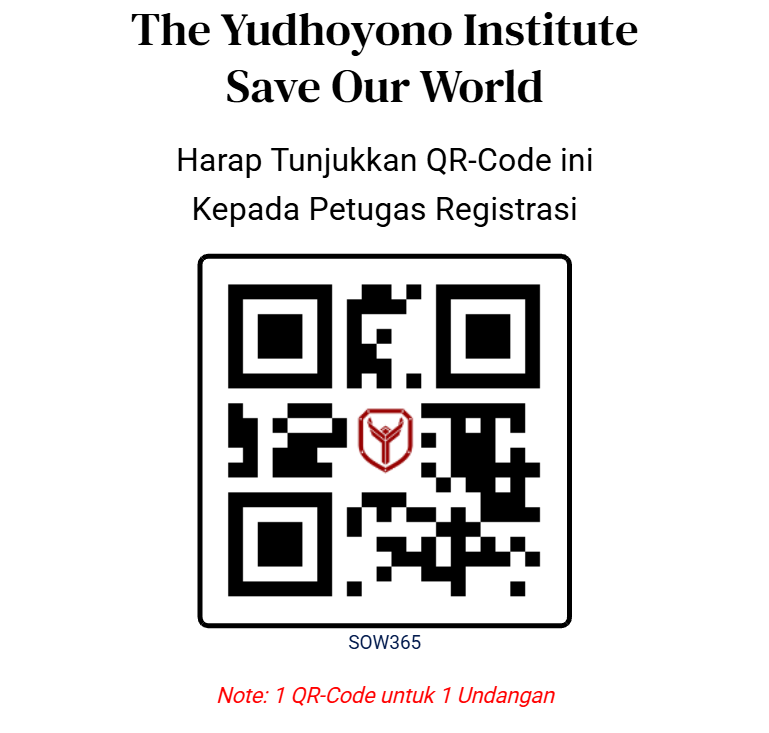 The Yudhoyono Institute
Save Our World
Harap Tunjukkan QR-Code ini
Kepada Petugas Registrasi
SOW365
Note: 1 QR-Code untuk 1 Undangan